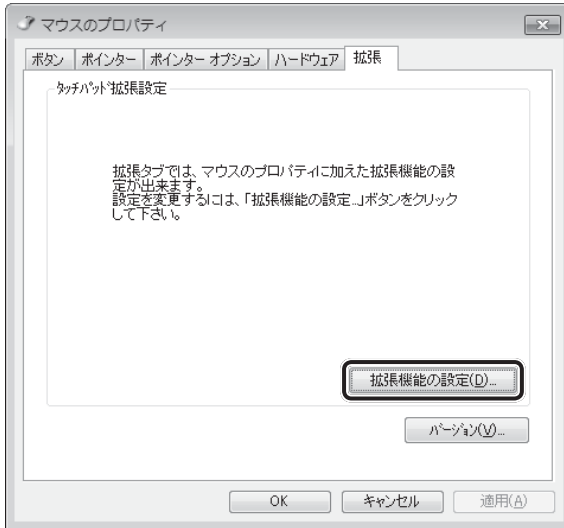 マウスのプロパティ
ボタン ポインター ポインター オプション ハードウェア 拡張
ﾀｯﾁﾊﾟｯﾄﾞ拡張設定
拡張タブでは、マウスのプロパティに加えた拡張機能の設
定が出来ます。
設定を変更するには、「拡張機能の設定...」ボタンをクリック
して下さい。
拡張機能の設定(D)...
ﾊﾞｰｼﾞｮﾝ(V)...
OK キャンセル 適用(A)